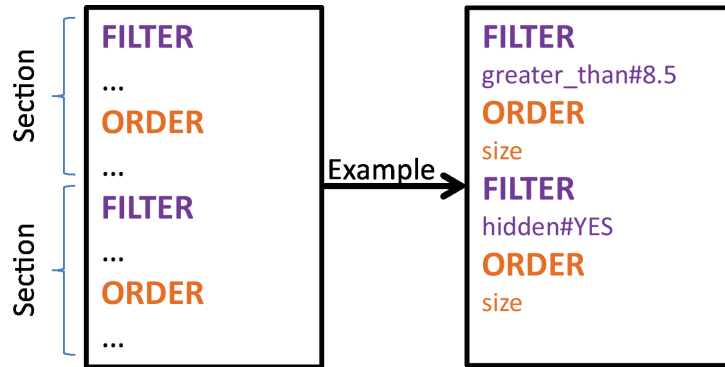 Section
Section
FILTER
...
ORDER
...
FILTER
...
ORDER
...
Example
FILTER
greater_than#8.5
ORDER
size
FILTER
hidden#YES
ORDER
size